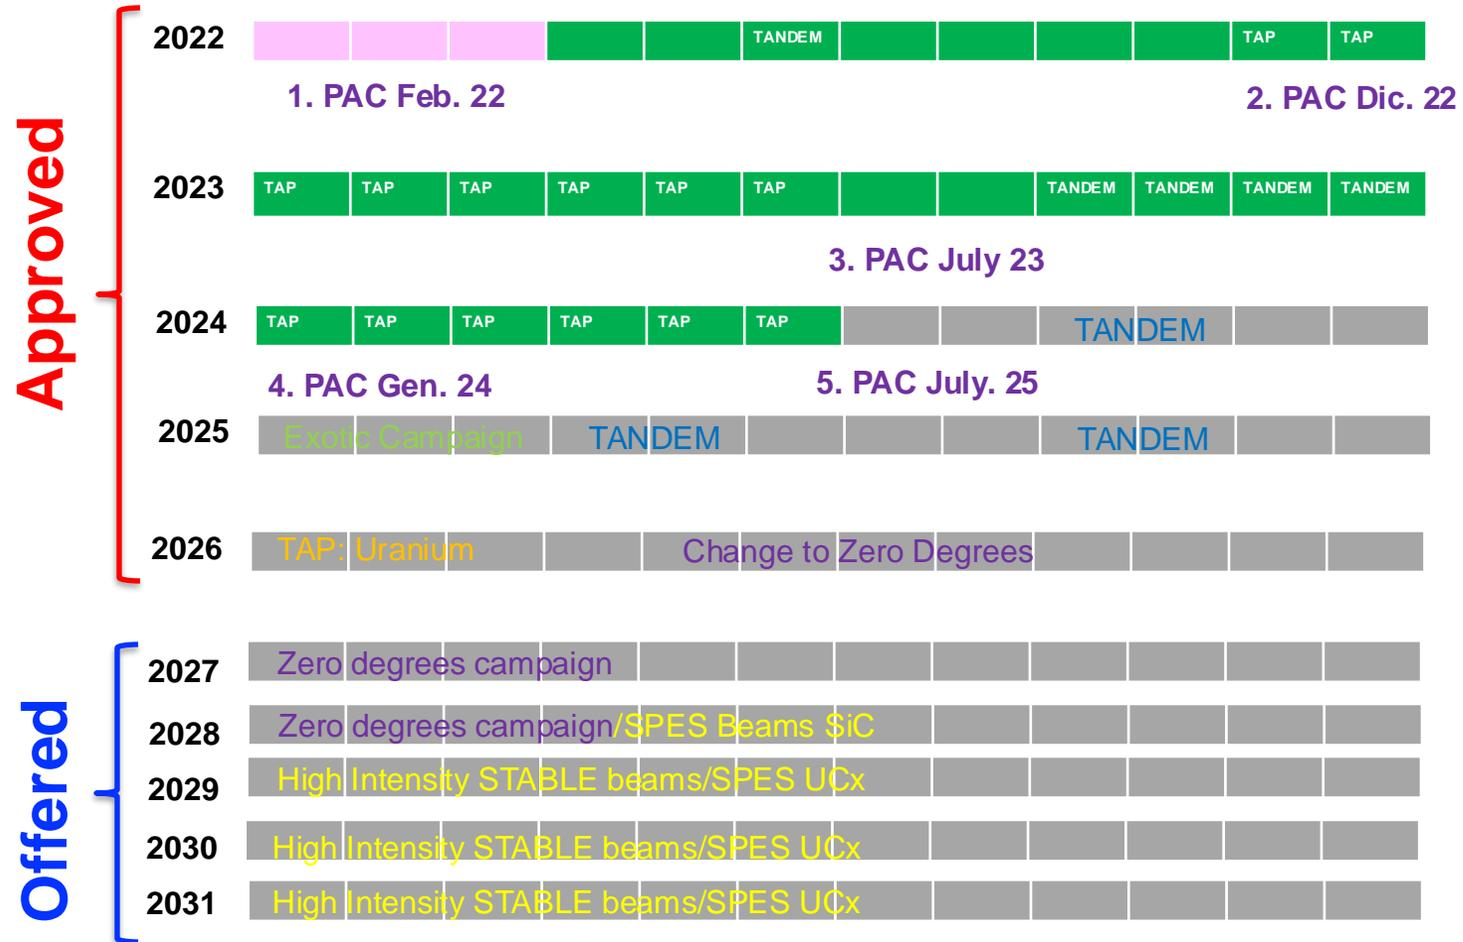 Approved
2022 TANDEM TAP TAP
1. PAC Feb. 22 2. PAC Dic. 22
2023 TAP TAP TAP TAP TAP TAP TANDEM TANDEM TANDEM TANDEM
3. PAC July 23
2024 TAP TAP TAP TAP TAP TAP TANDEM
4. PAC Gen. 24 5. PAC July. 25
2025 Exotic Campaign TANDEM TANDEM
2026 TAP: Uranium Change to Zero Degrees
Offered
2027 Zero degrees campaign
2028 Zero degrees campaign/SPES Beams SiC
2029 High Intensity STABLE beams/SPES UCx
2030 High Intensity STABLE beams/SPES UCx
2031 High Intensity STABLE beams/SPES UCx